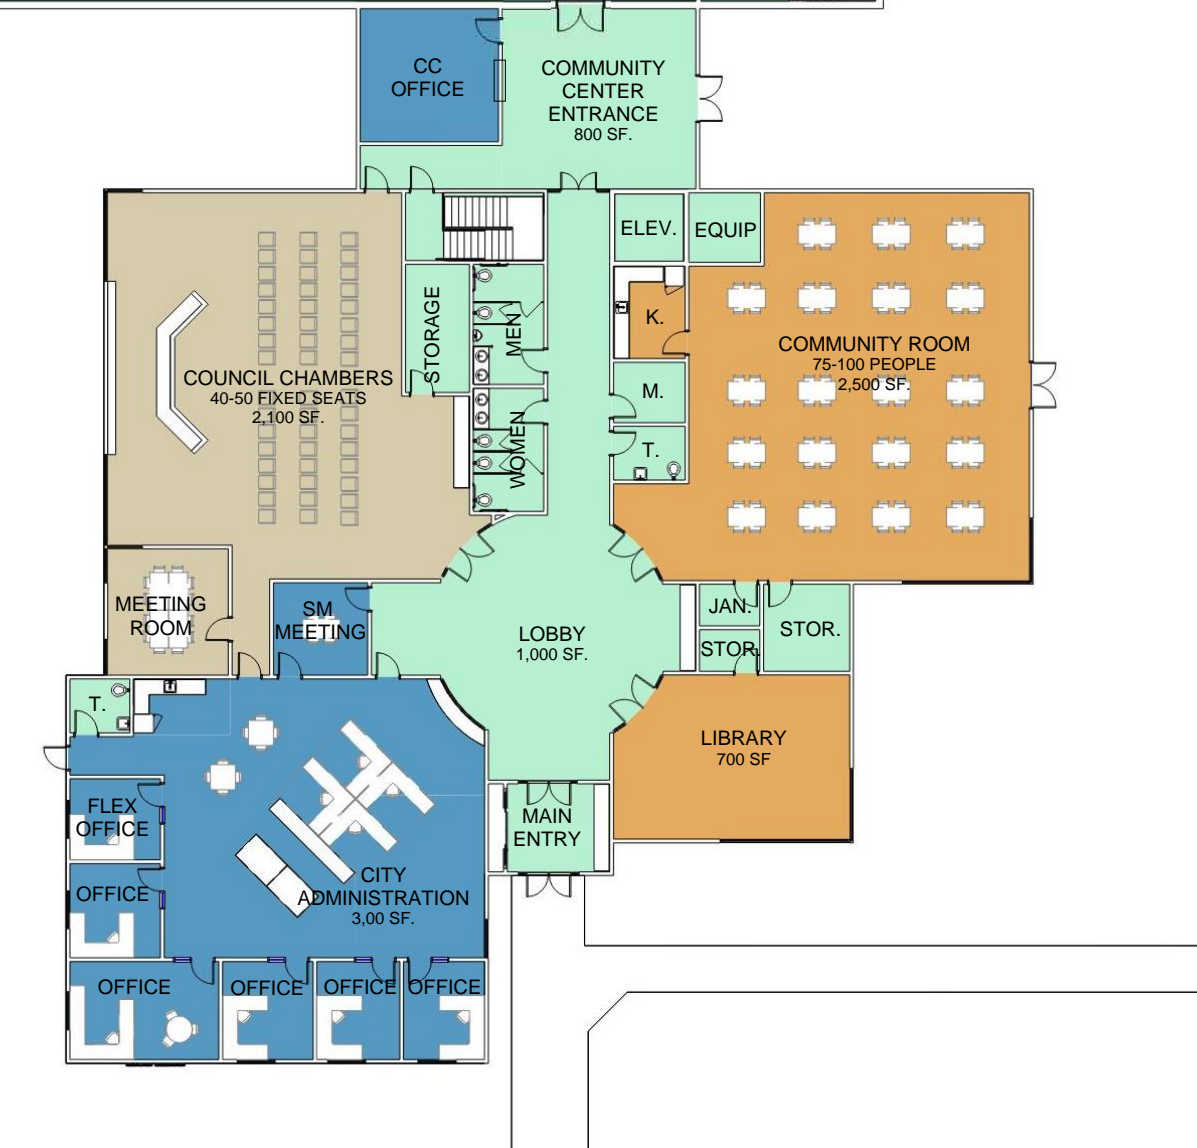 CC
OFFICE
COMMUNITY
CENTER
ENTRANCE
800 SF.
ELEV.
EQUIP
STORAGE
MEN
K.
COUNCIL CHAMBERS
40-50 FIXED SEATS
2,100 SF.
COMMUNITY ROOM
75-100 PEOPLE
2,500 SF.
M.
WOMEN
T.
MEETING
ROOM
SM
MEETING
LOBBY
1,000 SF.
JAN.
STOR.
STOR.
T.
LIBRARY
700 SF
FLEX
OFFICE
MAIN
ENTRY
OFFICE
CITY
ADMINISTRATION
3,00 SF.
OFFICE
OFFICE
OFFICE
OFFICE